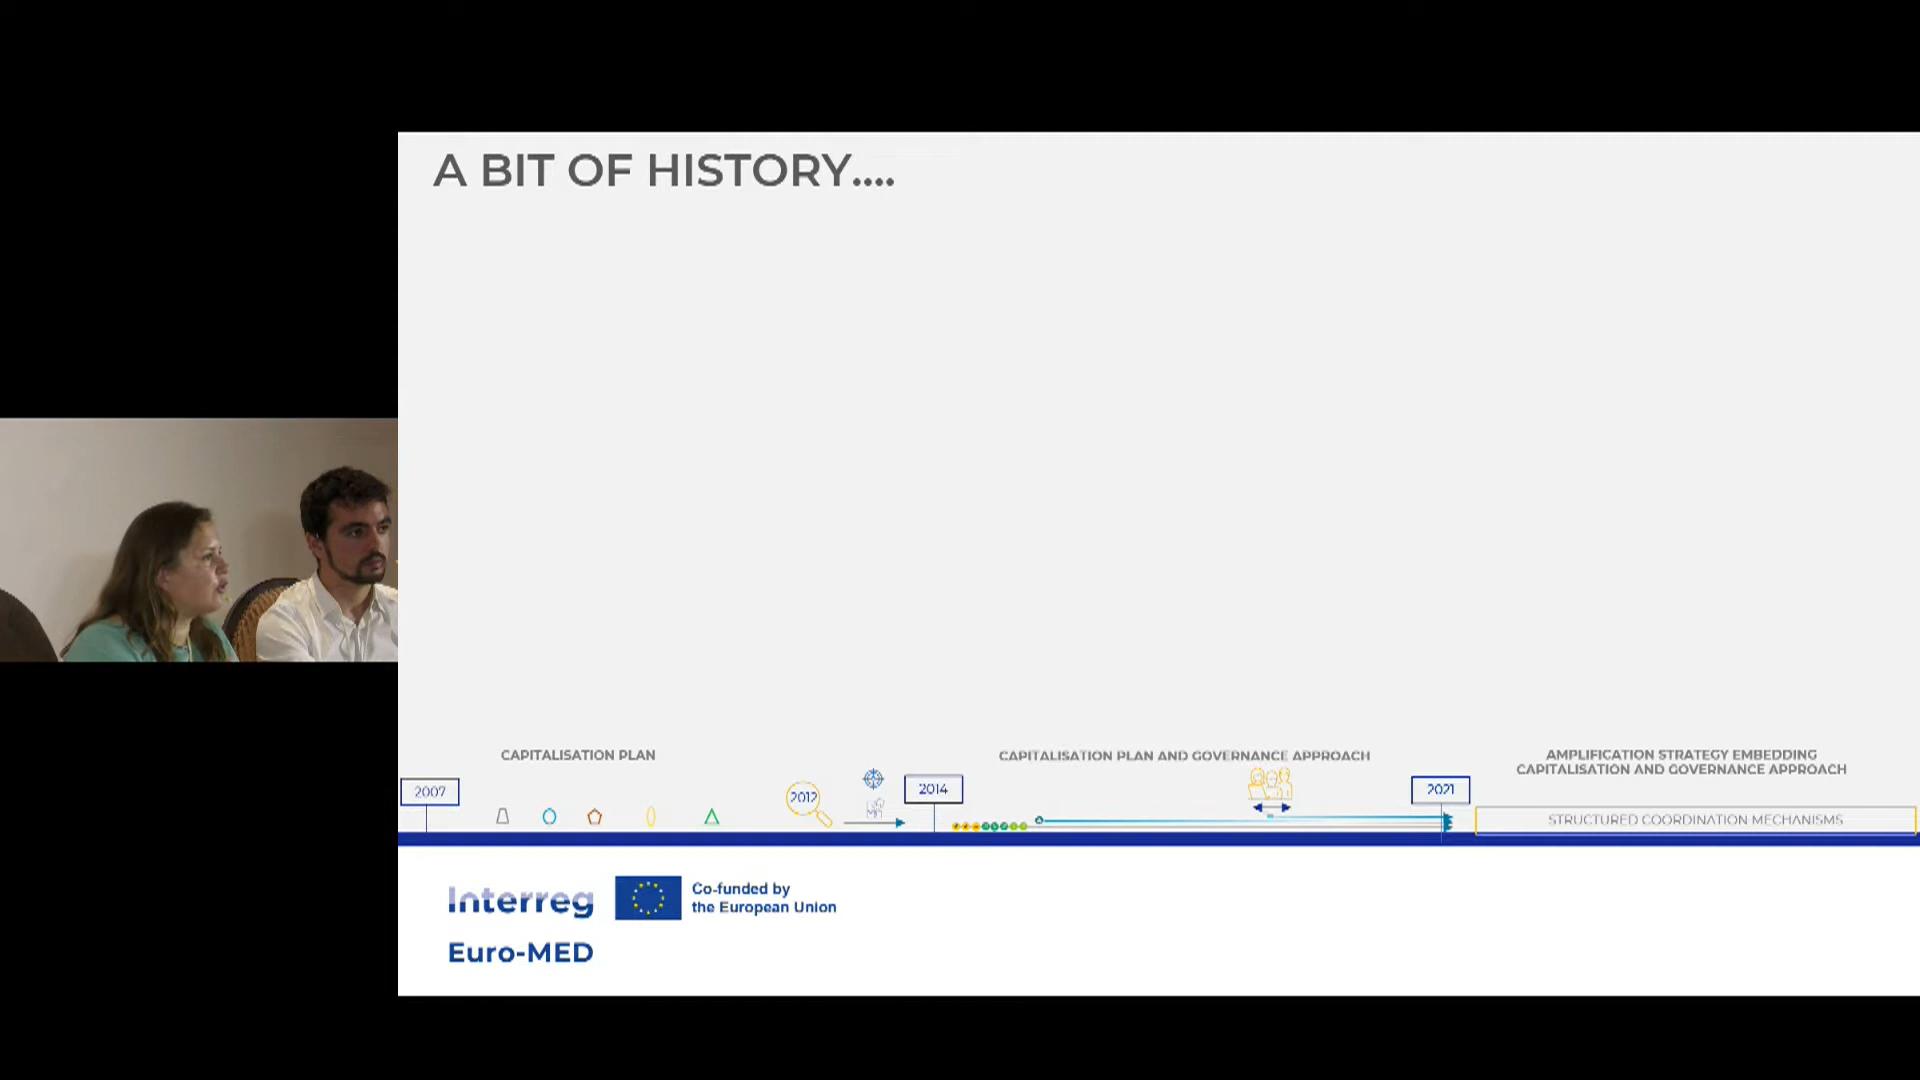 A BIT OF HISTORY....
CAPITALISATION PLAN
CAPITALISATION PLAN AND GOVERNANCE APPROACH
AMPLIFICATION STRATEGY EMBEDDING
CAPITALISATION AND GOVERNANCE APPROACH
2007
2012
2014
2021
STRUCTURED COORDINATION MECHANISMS
Interreg
Co-funded by
the European Union
Euro-MED